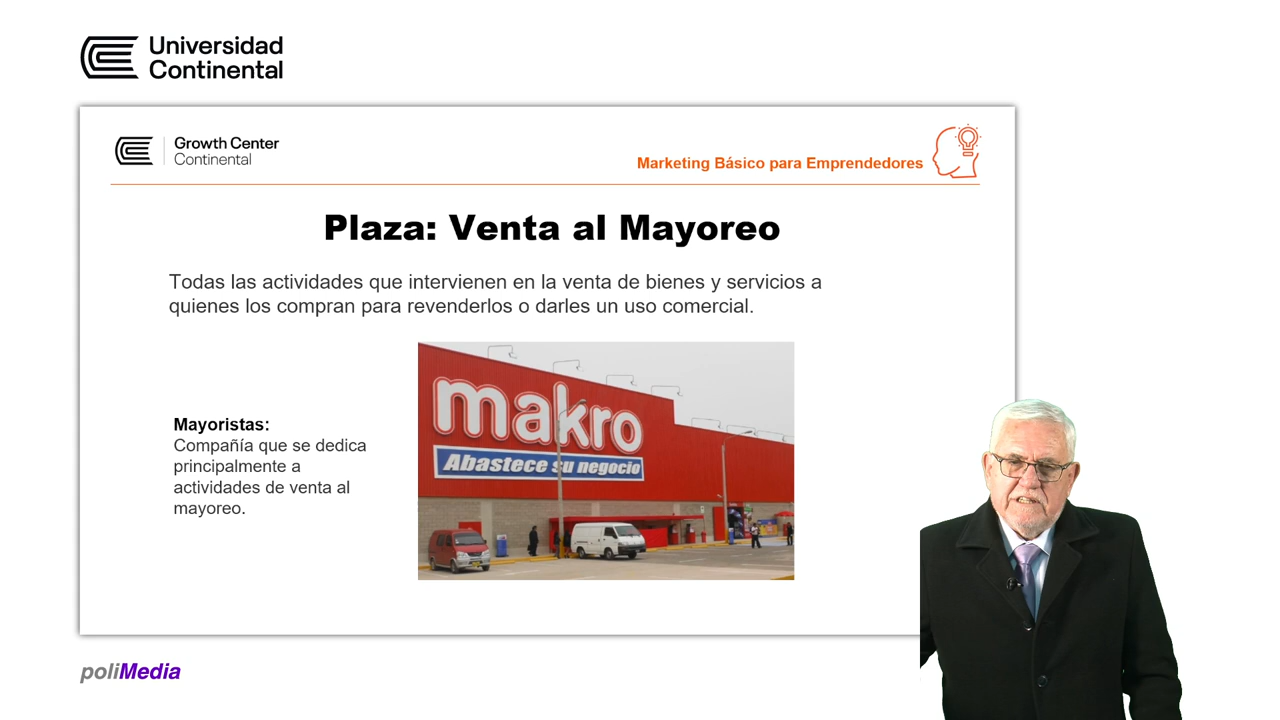 Universidad
Continental
Growth Center
Continental
Marketing Básico para Emprendedores
Plaza: Venta al Mayoreo
Todas las actividades que intervienen en la venta de bienes y servicios a
quienes los compran para revenderlos o darles un uso comercial.
Mayoristas:
Compañía que se dedica
principalmente a
actividades de venta al
mayoreo.
makro
Abastece su negocio
poliMedia